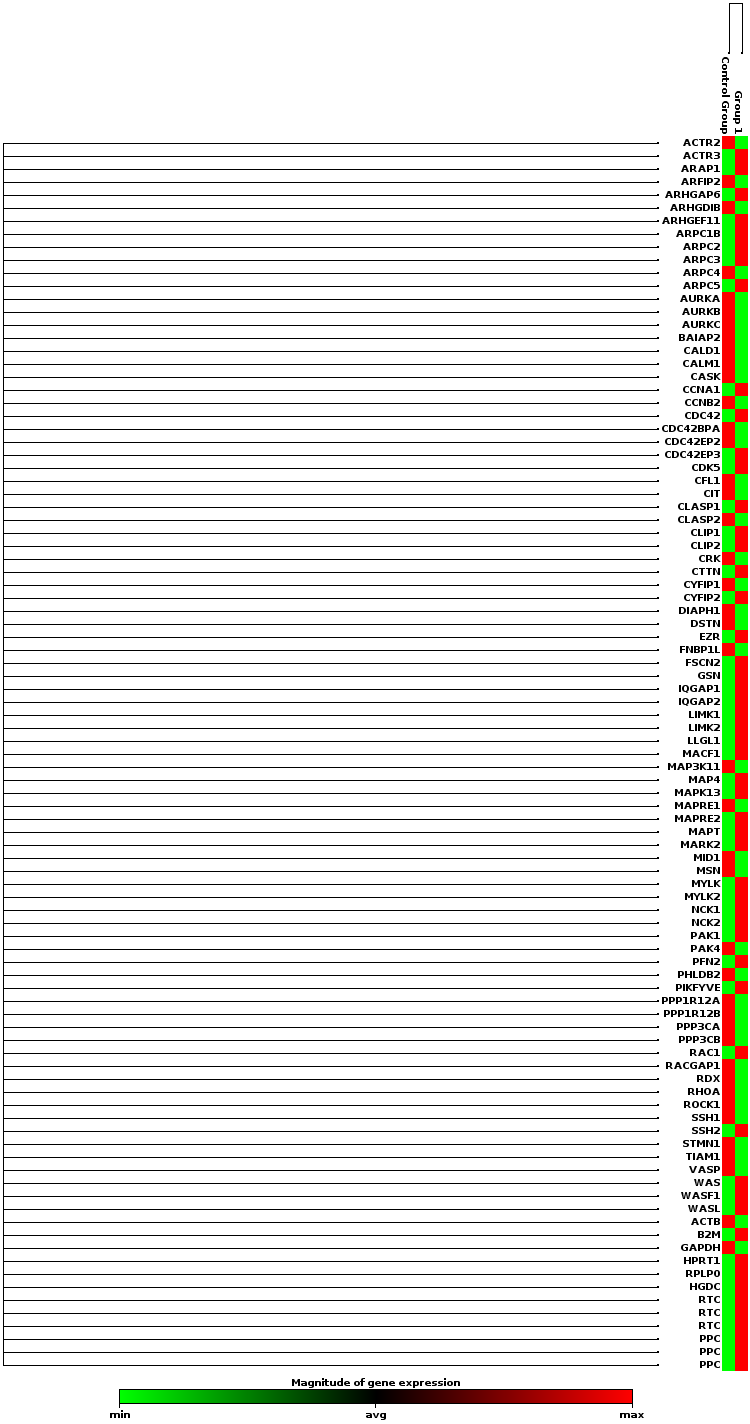 Control Group
Group 1
ACTR2
ACTR3
ARAP1
ARFIP2
ARHGAP6
ARHGDIB
ARHGEF11
ARPC1B
ARPC2
ARPC3
ARPC4
ARPC5
AURKA
AURKB
AURKC
BAIAP2
CALD1
CALM1
CASK
CCNA1
CCNB2
CDC42
CDC42BPA
CDC42EP2
CDC42EP3
CDK5
CFL1
CIT
CLASP1
CLASP2
CLIP1
CLIP2
CRK
CTTN
CYFIP1
CYFIP2
DIAPH1
DSTN
EZR
FNBP1L
FSCN2
GSN
IQGAP1
IQGAP2
LIMK1
LIMK2
LLGL1
MACF1
MAP3K11
MAP4
MAPK13
MAPRE1
MAPRE2
MAPT
MARK2
MID1
MSN
MYLK
MYLK2
NCK1
NCK2
PAK1
PAK4
PFN2
PHLDB2
PIKFYVE
PPP1R12A
PPP1R12B
PPP3CA
PPP3CB
RAC1
RACGAP1
RDX
RHOA
ROCK1
SSH1
SSH2
STMN1
TIAM1
VASP
WAS
WASF1
WASL
ACTB
B2M
GAPDH
HPRT1
RPLP0
HGDC
RTC
RTC
RTC
PPC
PPC
PPC
Magnitude of gene expression
min avg max